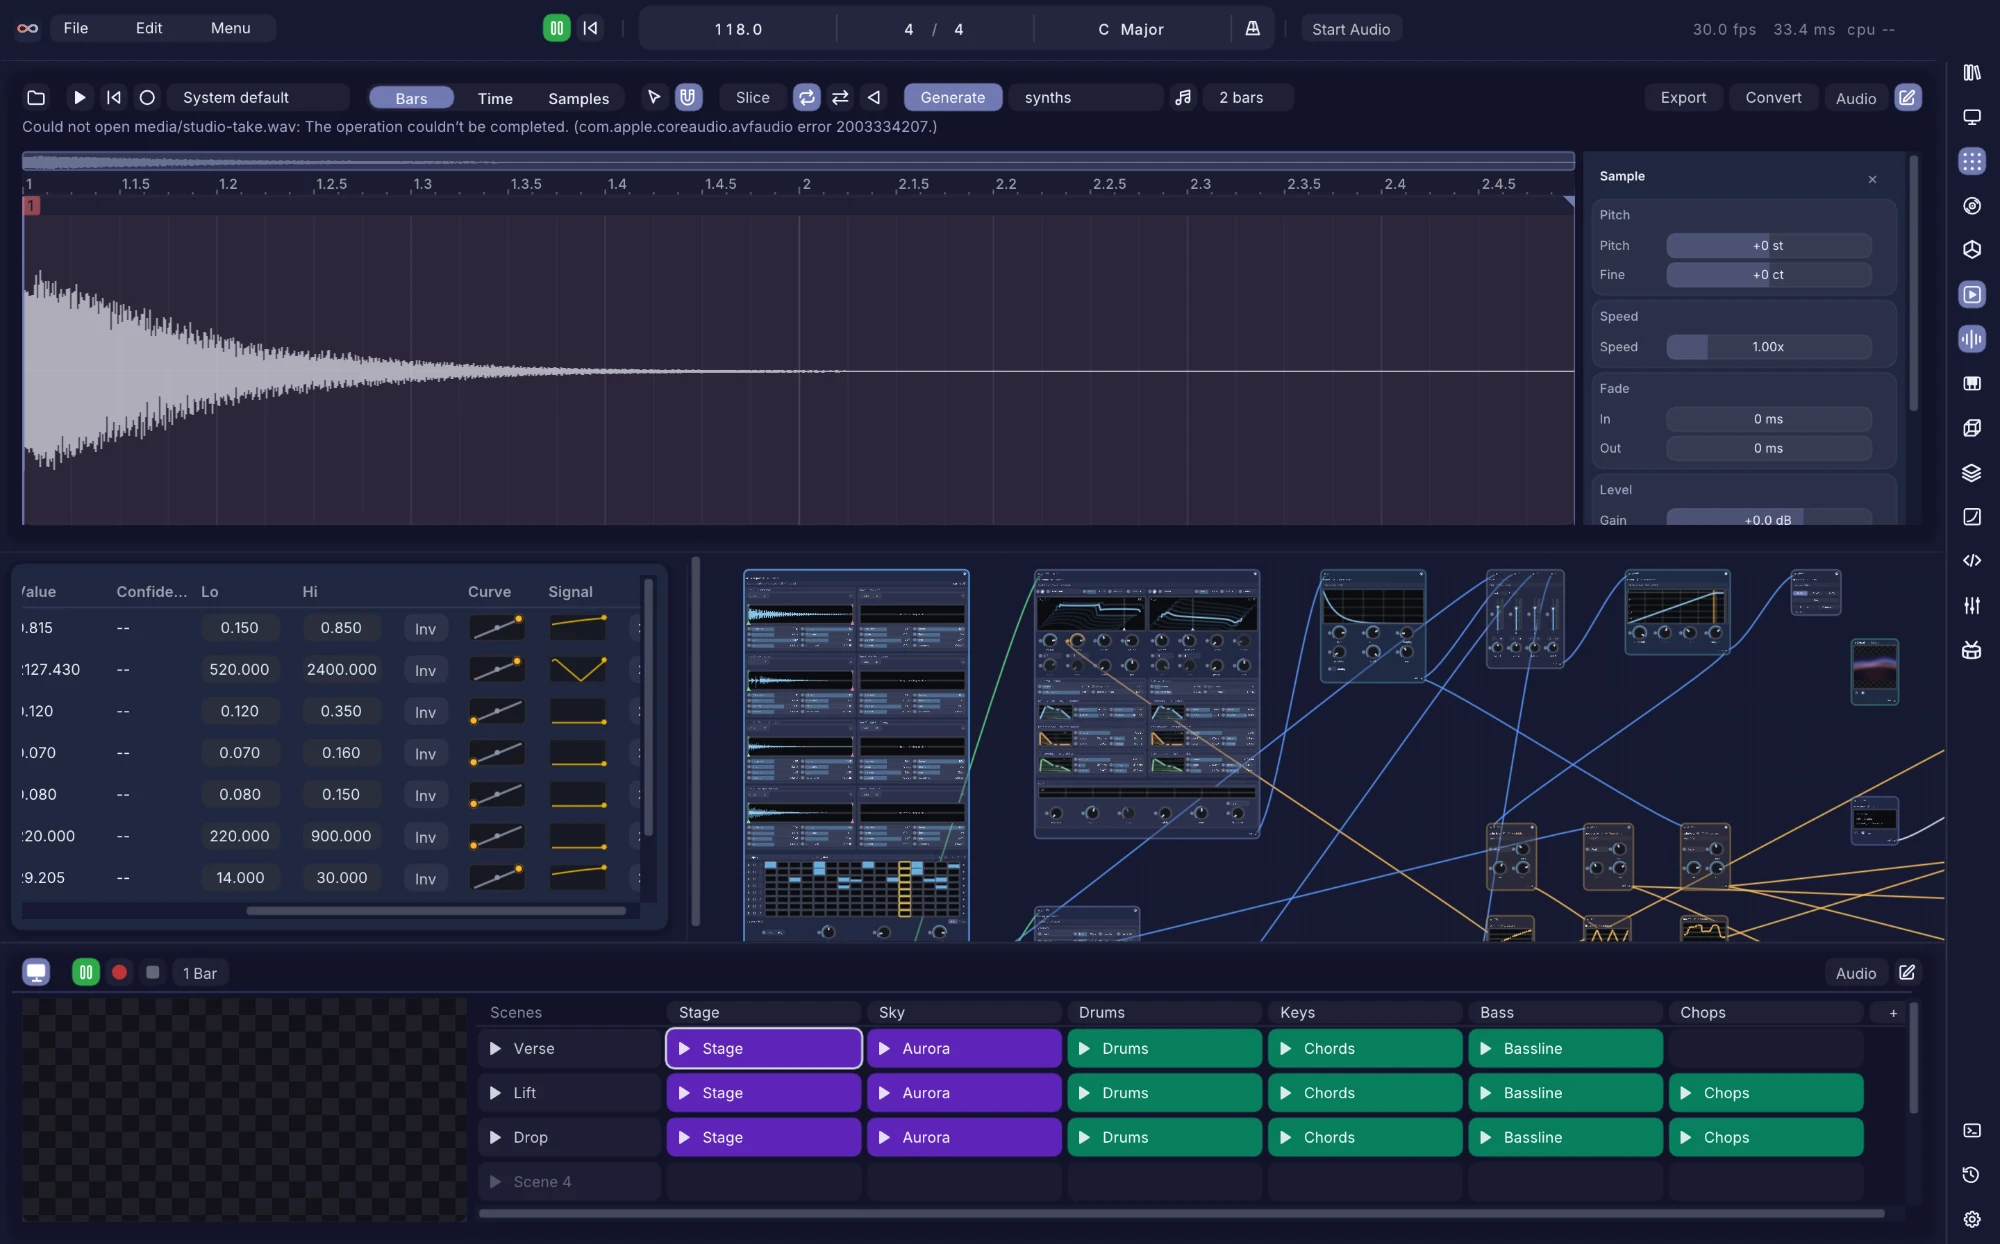 File Edit Menu 118.0 4 / 4 C Major Start Audio 30.0 fps 33.4 ms cpu --
System default Bars Time Samples Slice Generate synths 2 bars Export Convert Audio
Could not open media/studio-take.wav: The operation couldn't be completed. (com.apple.coreaudio.avfaudio error 2003334207.)
1 1.1.5 1.2 1.2.5 1.3 1.3.5 1.4 1.4.5 2 2.1.5 2.2 2.2.5 2.3 2.3.5 2.4 2.4.5
1
Sample
Pitch
Pitch +0 st
Fine +0 ct
Speed
Speed 1.00x
Fade
In 0 ms
Out 0 ms
Level
Gain +0.0 dB
Confide... Lo Hi Curve Signal
.815 -- 0.150 0.850 Inv
127.430 -- 520.000 2400.000 Inv
.120 -- 0.120 0.350 Inv
.070 -- 0.070 0.160 Inv
.080 -- 0.080 0.150 Inv
20.000 -- 220.000 900.000 Inv
9.205 -- 14.000 30.000 Inv
1 Bar Audio
Scenes Stage Sky Drums Keys Bass Chops +
Verse Stage Aurora Drums Chords Bassline
Lift Stage Aurora Drums Chords Bassline Chops
Drop Stage Aurora Drums Chords Bassline Chops
Scene 4